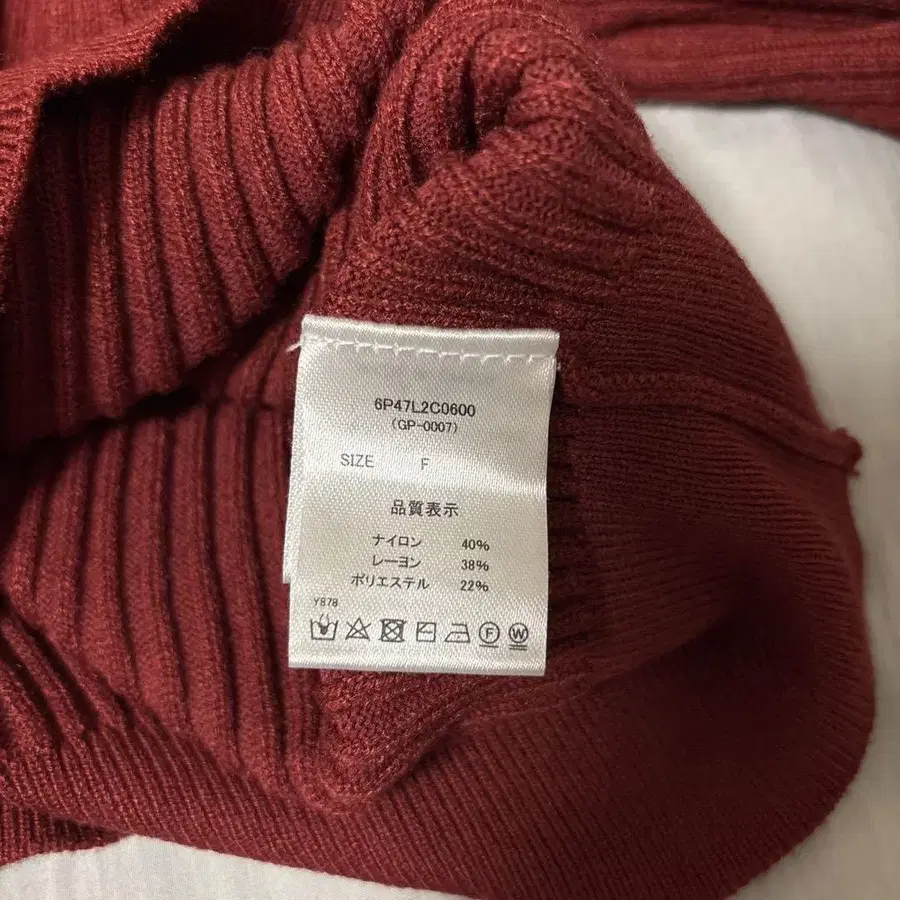 6P47L2C0600
(GP-0007)
SIZE F
品質表示
ナイロン 40%
レーヨン 38%
ポリエステル 22%
Y878
F W